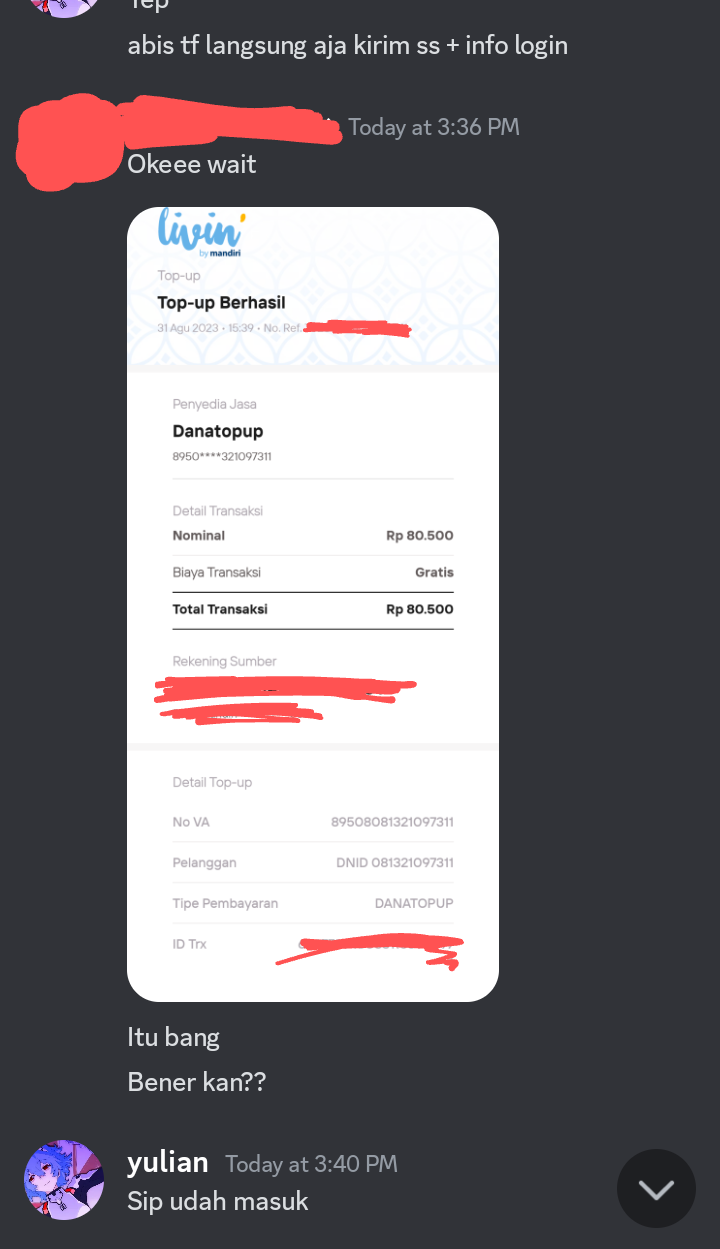 Yep
abis tf langsung aja kirim ss + info login
Today at 3:36 PM
Okeee wait
livin'
by mandiri
Top-up
Top-up Berhasil
31 Agu 2023 • 15:39 • No. Ref.
Penyedia Jasa
Danatopup
8950****321097311
Detail Transaksi
Nominal Rp 80.500
Biaya Transaksi Gratis
Total Transaksi Rp 80.500
Rekening Sumber
Detail Top-up
No VA 89508081321097311
Pelanggan DNID 081321097311
Tipe Pembayaran DANATOPUP
ID Trx
Itu bang
Bener kan??
yulian Today at 3:40 PM
Sip udah masuk